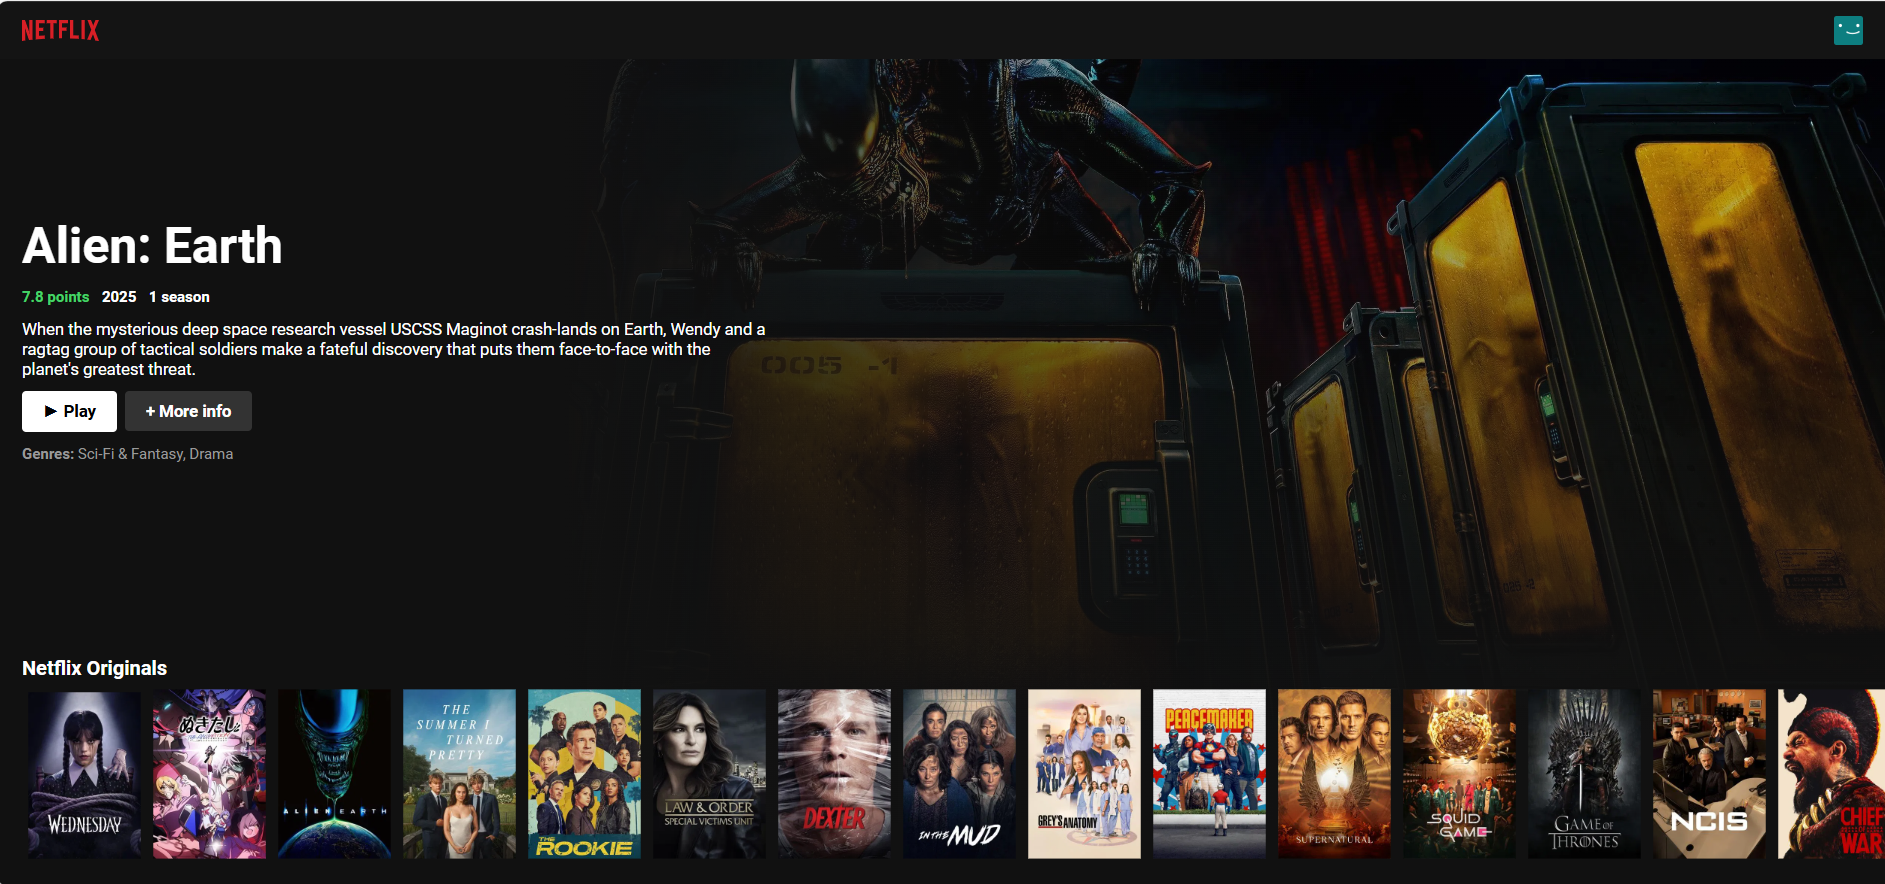 NETFLIX
Alien: Earth
7.8 points 2025 1 season
When the mysterious deep space research vessel USCSS Maginot crash-lands on Earth, Wendy and a
ragtag group of tactical soldiers make a fateful discovery that puts them face-to-face with the
planet's greatest threat.
005 -1
▶ Play
+ More info
Genres: Sci-Fi & Fantasy, Drama
Netflix Originals
WEDNESDAY
ぬきたし
ALIEN EARTH
THE
SUMMER I
TURNED
PRETTY
THE
ROOKIE
LAW & ORDER
SPECIAL VICTIMS UNIT
DEXTER
IN THE MUD
GREY'S ANATOMY
PEACEMAKER
SUPERNATURAL
SQUID
GAME
GAME OF
THRONES
NCIS
CHIEF
WAR